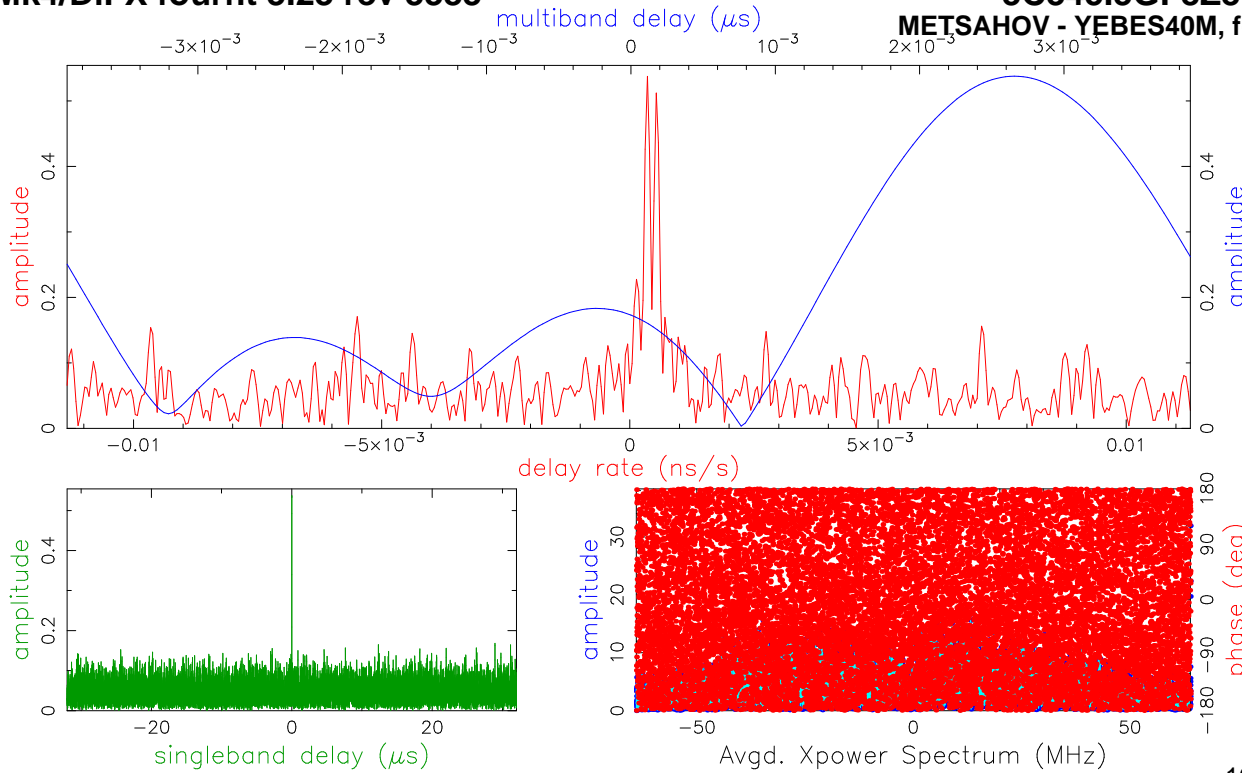 multiband delay (μs)
METSAHOV - YEBES40M, f
−3×10⁻³ −2×10⁻³ −10⁻³ 0 10⁻³ 2×10⁻³ 3×10⁻³
amplitude
0 0.2 0.4
amplitude
0 0.2 0.4
−0.01 −5×10⁻³ 0 5×10⁻³ 0.01
delay rate (ns/s)
amplitude
0 0.2 0.4
−20 0 20
singleband delay (μs)
amplitude
0 10 20 30
phase (deg)
−180 −90 0 90 180
−50 0 50
Avgd. Xpower Spectrum (MHz)